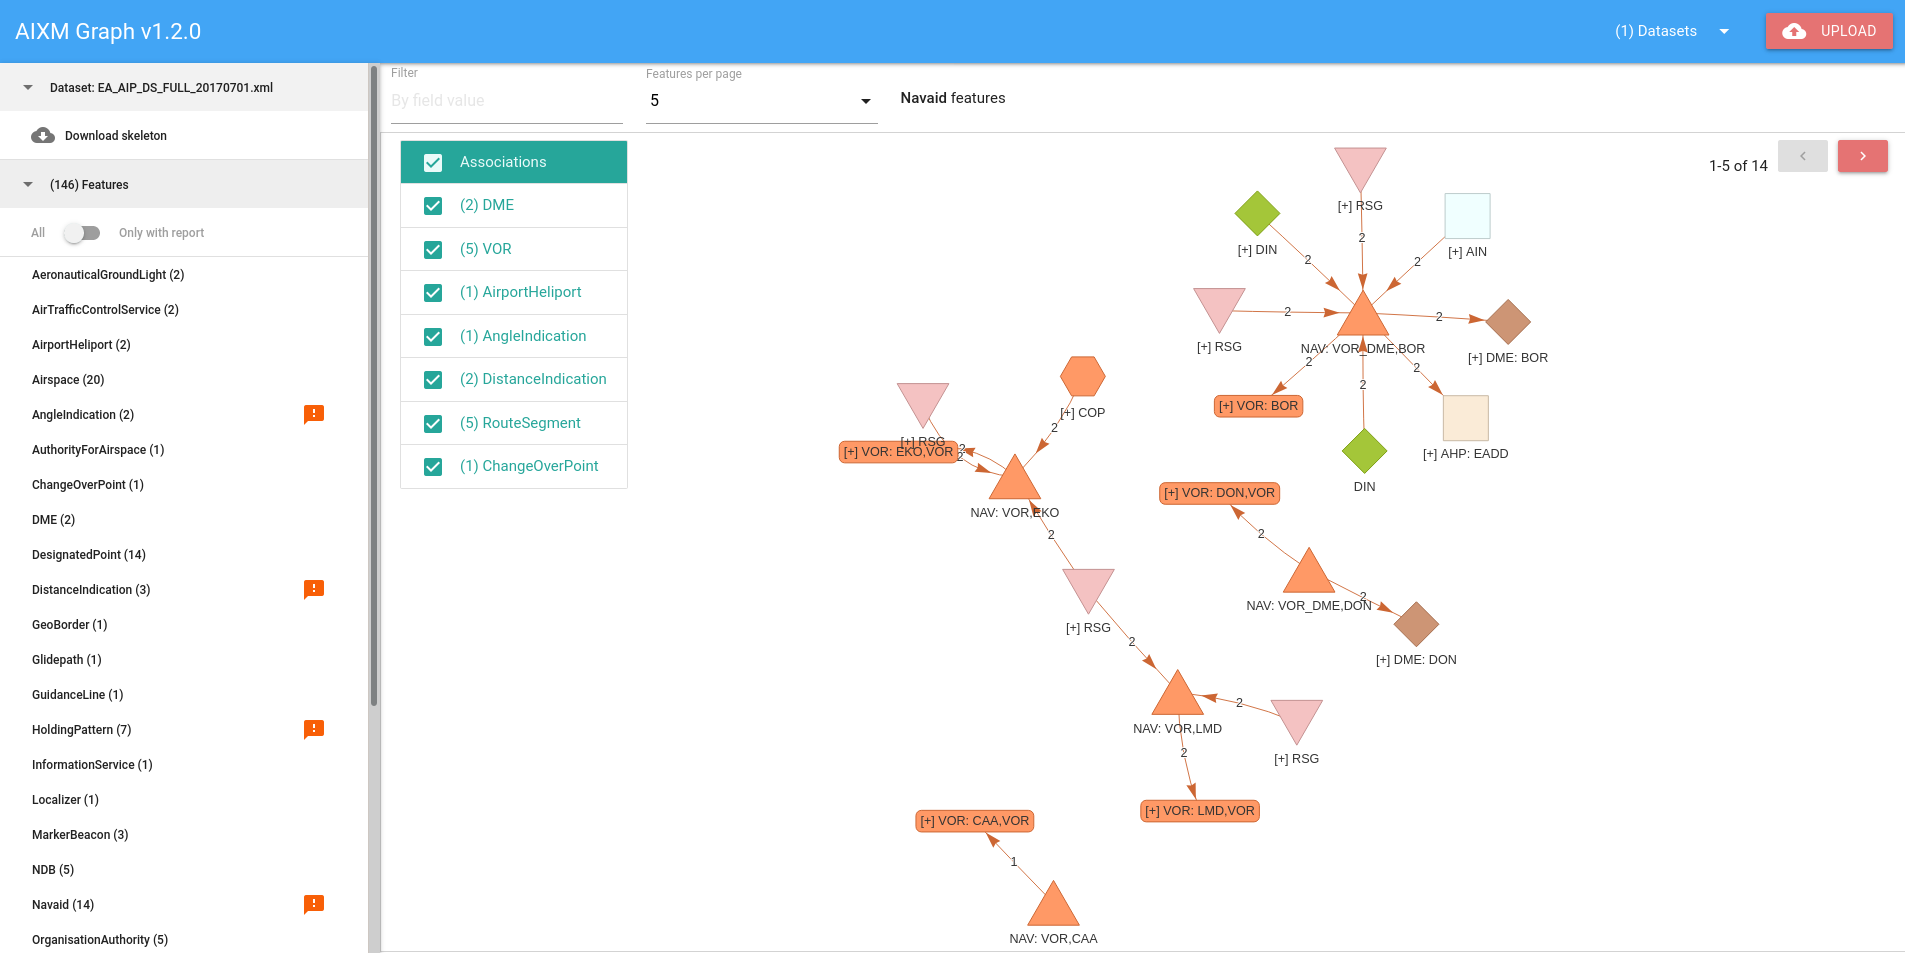 AIXM Graph v1.2.0
(1) Datasets
UPLOAD
Dataset: EA_AIP_DS_FULL_20170701.xml
Download skeleton
(146) Features
All
Only with report
AeronauticalGroundLight (2)
AirTrafficControlService (2)
AirportHeliport (2)
Airspace (20)
AngleIndication (2)
AuthorityForAirspace (1)
ChangeOverPoint (1)
DME (2)
DesignatedPoint (14)
DistanceIndication (3)
GeoBorder (1)
Glidepath (1)
GuidanceLine (1)
HoldingPattern (7)
InformationService (1)
Localizer (1)
MarkerBeacon (3)
NDB (5)
Navaid (14)
OrganisationAuthority (5)
Filter
By field value
Features per page
5
Navaid features
Associations
(2) DME
(5) VOR
(1) AirportHeliport
(1) AngleIndication
(2) DistanceIndication
(5) RouteSegment
(1) ChangeOverPoint
1-5 of 14
[+] RSG
[+] DIN
[+] AIN
2
2
2
[+] RSG
2
2
NAV: VOR_DME,BOR
[+] DME: BOR
2
2
2
[+] VOR: BOR
[+] AHP: EADD
DIN
[+] COP
2
[+] RSG
[+] VOR: EKO,VOR
2
2
NAV: VOR,EKO
2
[+] VOR: DON,VOR
2
NAV: VOR_DME,DON
2
[+] DME: DON
[+] RSG
2
NAV: VOR,LMD
2
[+] RSG
2
[+] VOR: LMD,VOR
[+] VOR: CAA,VOR
1
NAV: VOR,CAA